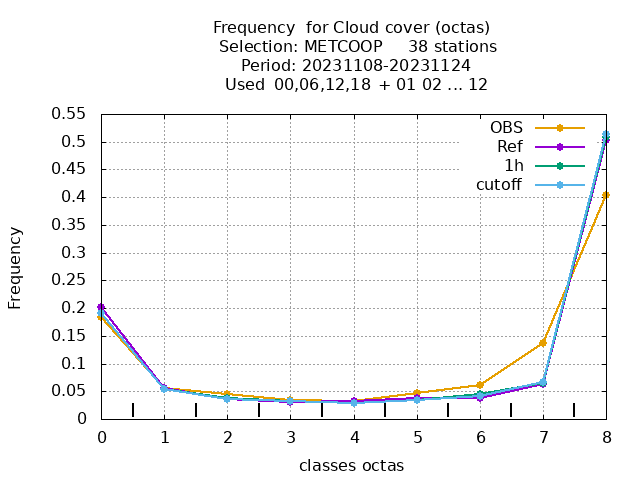 Frequency for Cloud cover (octas)
Selection: METCOOP 38 stations
Period: 20231108-20231124
Used 00,06,12,18 + 01 02 ... 12
0.55
0.5
0.45
0.4
0.35
0.3
0.25
0.2
0.15
0.1
0.05
0
Frequency
OBS
Ref
1h
cutoff
0 1 2 3 4 5 6 7 8
classes octas